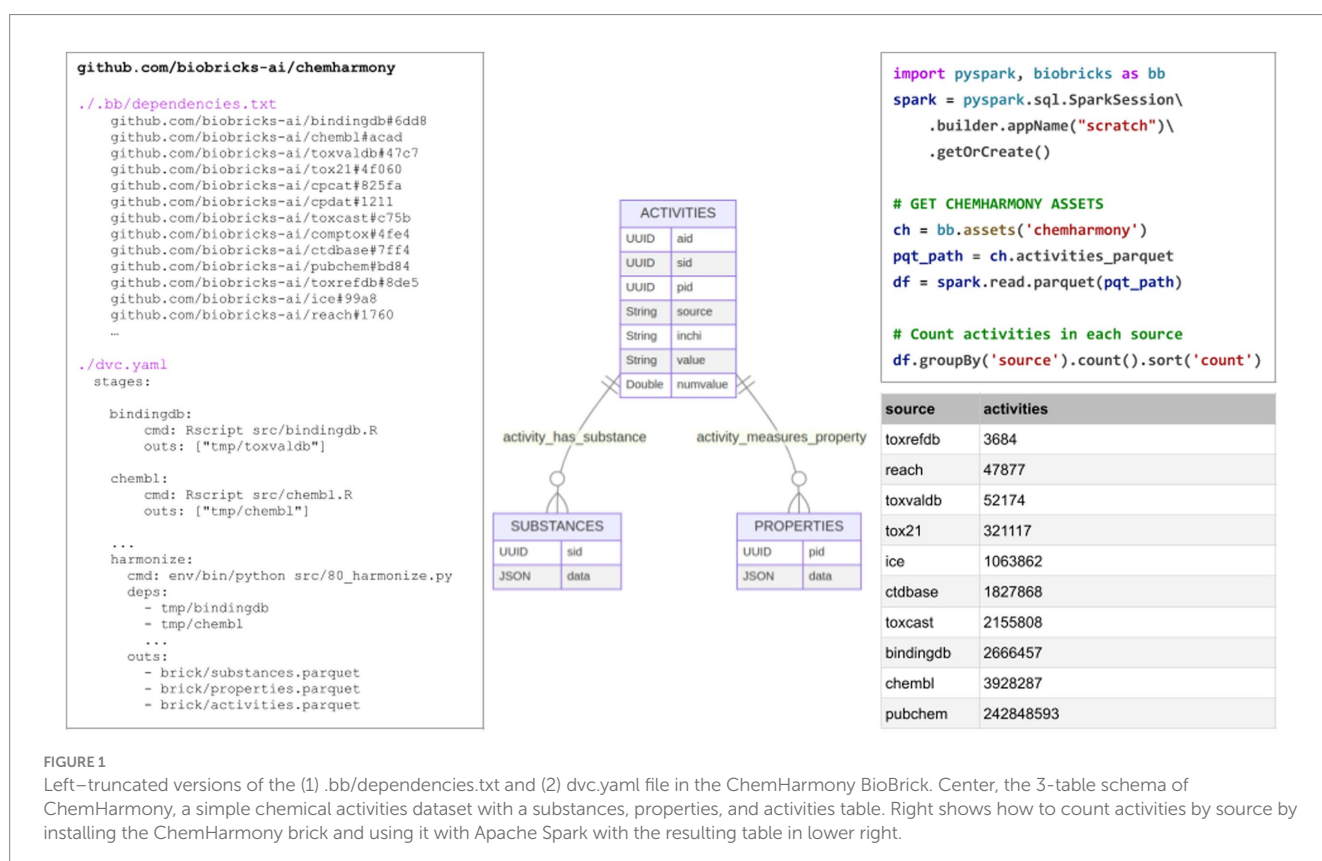 github.com/biobricks-ai/chemharmony
./.bb/dependencies.txt
github.com/biobricks-ai/bindingdb#6dd8
github.com/biobricks-ai/chembl#acad
github.com/biobricks-ai/toxvaldb#47c7
github.com/biobricks-ai/tox21#4f060
github.com/biobricks-ai/cpcat#825fa
github.com/biobricks-ai/cpdat#1211
github.com/biobricks-ai/toxcast#c75b
github.com/biobricks-ai/comptox#4fe4
github.com/biobricks-ai/ctdbase#7ff4
github.com/biobricks-ai/pubchem#bd84
github.com/biobricks-ai/toxrefdb#8de5
github.com/biobricks-ai/ice#99a8
github.com/biobricks-ai/reach#1760
…
./dvc.yaml
stages:
bindingdb:
cmd: Rscript src/bindingdb.R
outs: ["tmp/toxvaldb"]
chembl:
cmd: Rscript src/chembl.R
outs: ["tmp/chembl"]
...
harmonize:
cmd: env/bin/python src/80_harmonize.py
deps:
- tmp/bindingdb
- tmp/chembl
...
outs:
- brick/substances.parquet
- brick/properties.parquet
- brick/activities.parquet
ACTIVITIES
UUID aid
UUID sid
UUID pid
String source
String inchi
String value
Double numvalue
activity_has_substance activity_measures_property
SUBSTANCES
UUID sid
JSON data
PROPERTIES
UUID pid
JSON data
import pyspark, biobricks as bb
spark = pyspark.sql.SparkSession\
.builder.appName("scratch")\
.getOrCreate()
# GET CHEMHARMONY ASSETS
ch = bb.assets('chemharmony')
pqt_path = ch.activities_parquet
df = spark.read.parquet(pqt_path)
# Count activities in each source
df.groupBy('source').count().sort('count')
source activities
toxrefdb 3684
reach 47877
toxvaldb 52174
tox21 321117
ice 1063862
ctdbase 1827868
toxcast 2155808
bindingdb 2666457
chembl 3928287
pubchem 242848593
FIGURE 1
Left–truncated versions of the (1) .bb/dependencies.txt and (2) dvc.yaml file in the ChemHarmony BioBrick. Center, the 3-table schema of
ChemHarmony, a simple chemical activities dataset with a substances, properties, and activities table. Right shows how to count activities by source by
installing the ChemHarmony brick and using it with Apache Spark with the resulting table in lower right.